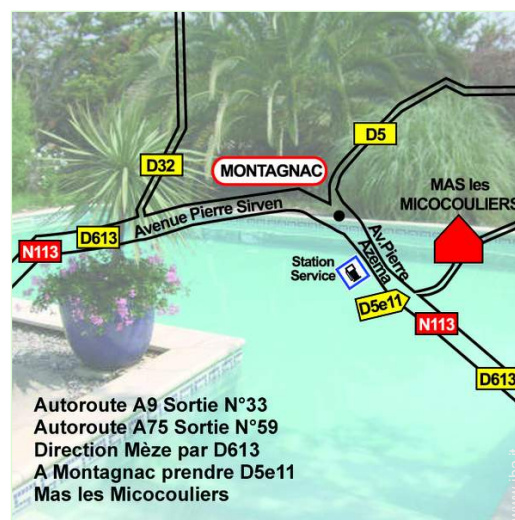 D5
D32
MONTAGNAC
MAS les
MICOCOULIERS
Avenue Pierre Sirven
D613
N113
Av. Pierre
Azema
Station
Service
D5e11
N113
D613
Autoroute A9 Sortie N°33
Autoroute A75 Sortie N°59
Direction Mèze par D613
A Montagnac prendre D5e11
Mas les Micocouliers